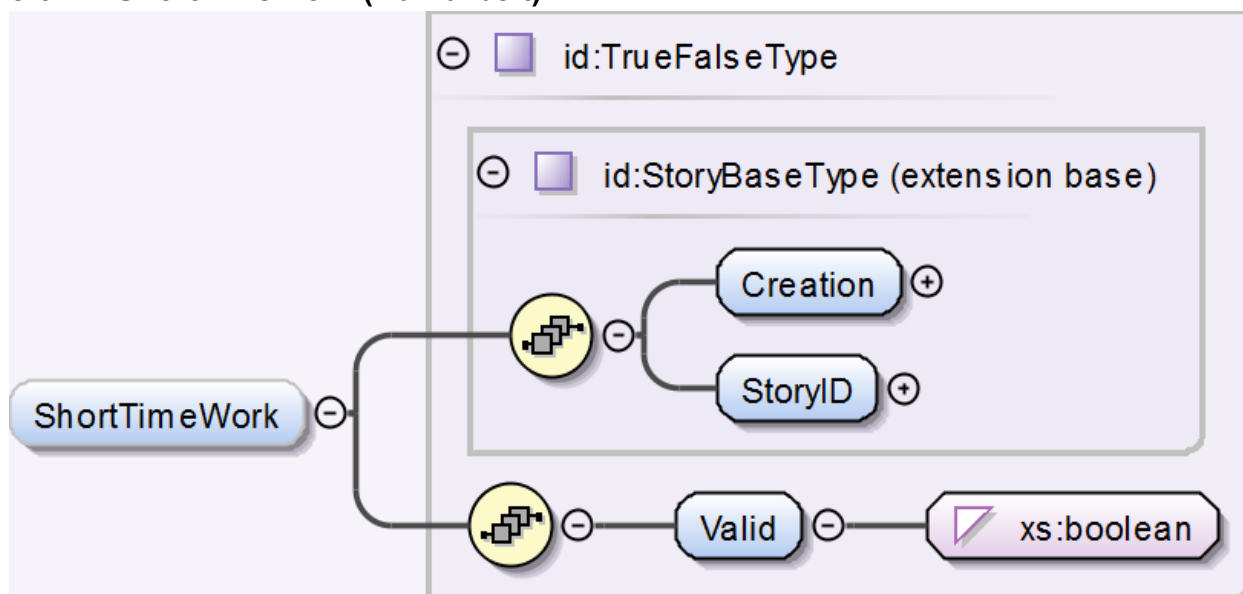 id:TrueFalseType
id:StoryBaseType (extension base)
Creation
StoryID
ShortTimeWork
Valid
xs:boolean